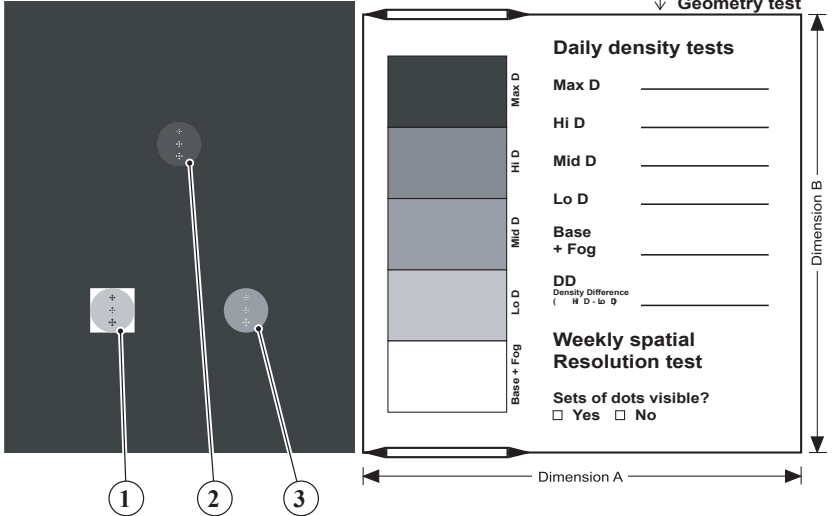 Geometry test
Daily density tests
Max D
Hi D
Mid D
Lo D
Base
+ Fog
DD
Density Difference
( Hi D - Lo D)
Weekly spatial
Resolution test
Sets of dots visible?
Yes No
Max D
Hi D
Mid D
Lo D
Base + Fog
Dimension B
Dimension A
1 2 3